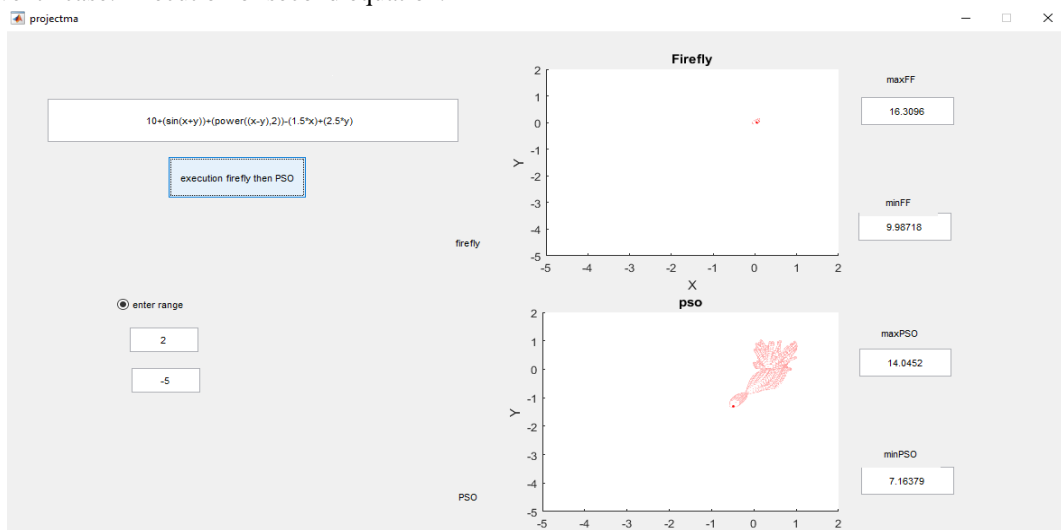 projectma
10+(sin(x+y))+(power((x-y),2))-(1.5*x)+(2.5*y)
execution firefly then PSO
firefly
enter range
2
-5
PSO
Firefly
2
1
0
-1
-2
-3
-4
-5
Y
-5 -4 -3 -2 -1 0 1 2
X
pso
2
1
0
-1
-2
-3
-4
-5
Y
-5 -4 -3 -2 -1 0 1 2
maxFF
16.3096
minFF
9.98718
maxPSO
14.0452
minPSO
7.16379